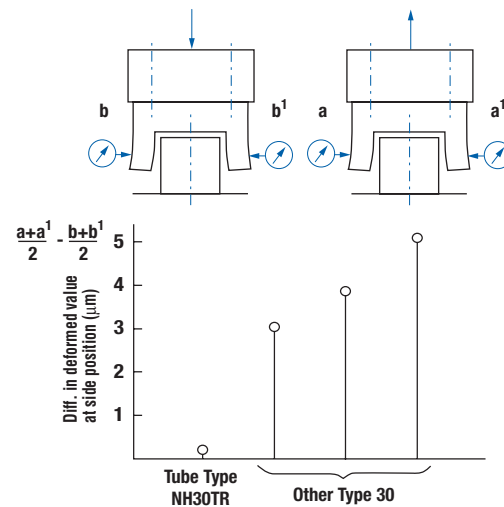 b b¹ a a¹
a+a¹/2 - b+b¹/2
Diff. in deformed value
at side position (μm)
5
4
3
2
1
Tube Type
NH30TR
Other Type 30